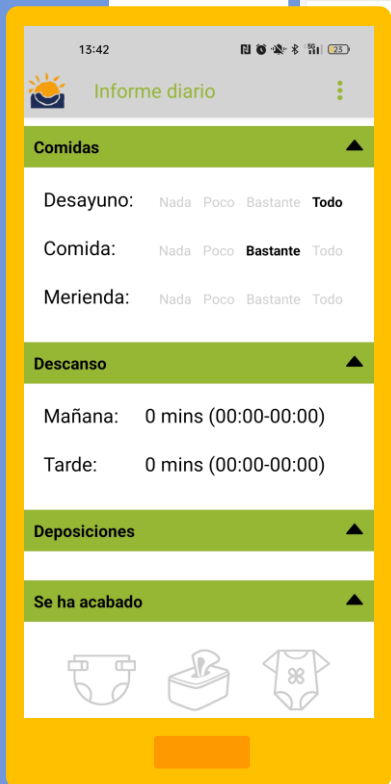 13:42 5G 25
Informe diario
Comidas
Desayuno: Nada Poco Bastante Todo
Comida: Nada Poco Bastante Todo
Merienda: Nada Poco Bastante Todo
Descanso
Mañana: 0 mins (00:00-00:00)
Tarde: 0 mins (00:00-00:00)
Deposiciones
Se ha acabado